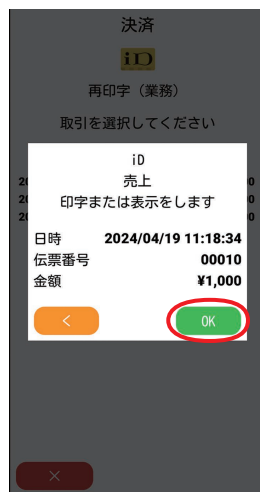 決済
iD
再印字（業務）
取引を選択してください
iD
売上
印字または表示をします
日時 2024/04/19 11:18:34
伝票番号 00010
金額 ¥1,000
< OK
×